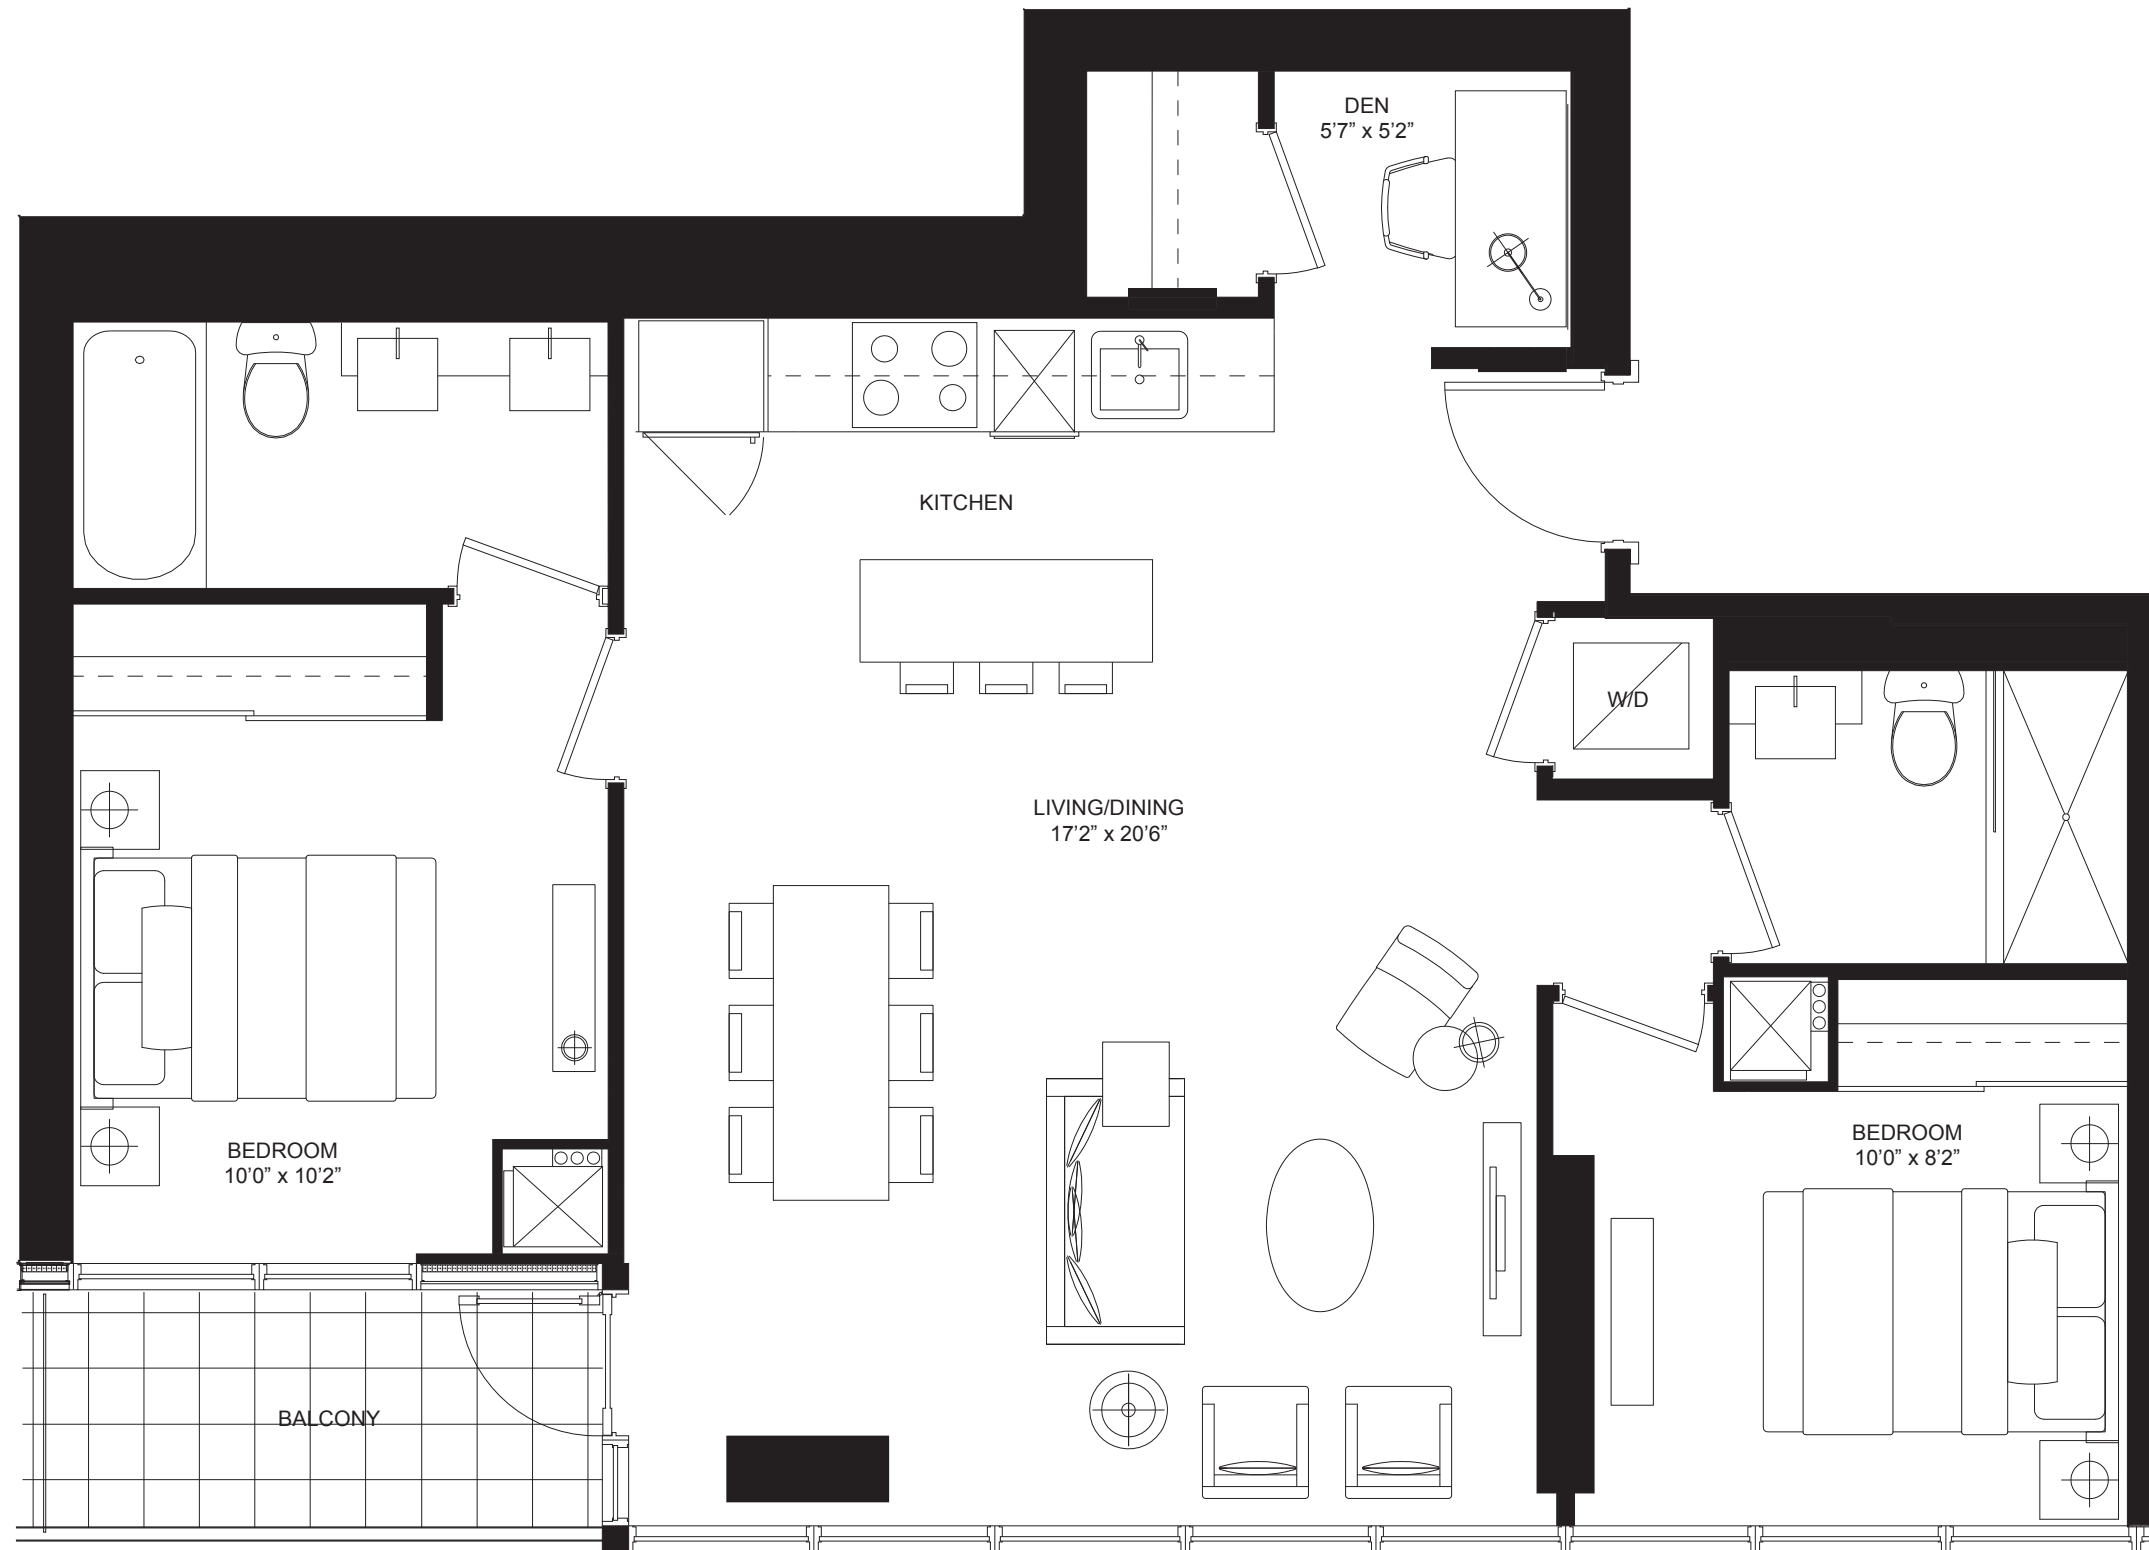 DEN
5’7” x 5’2”
KITCHEN
W/D
LIVING/DINING
17’2” x 20’6”
BEDROOM
10’0” x 10’2”
BEDROOM
10’0” x 8’2”
BALCONY